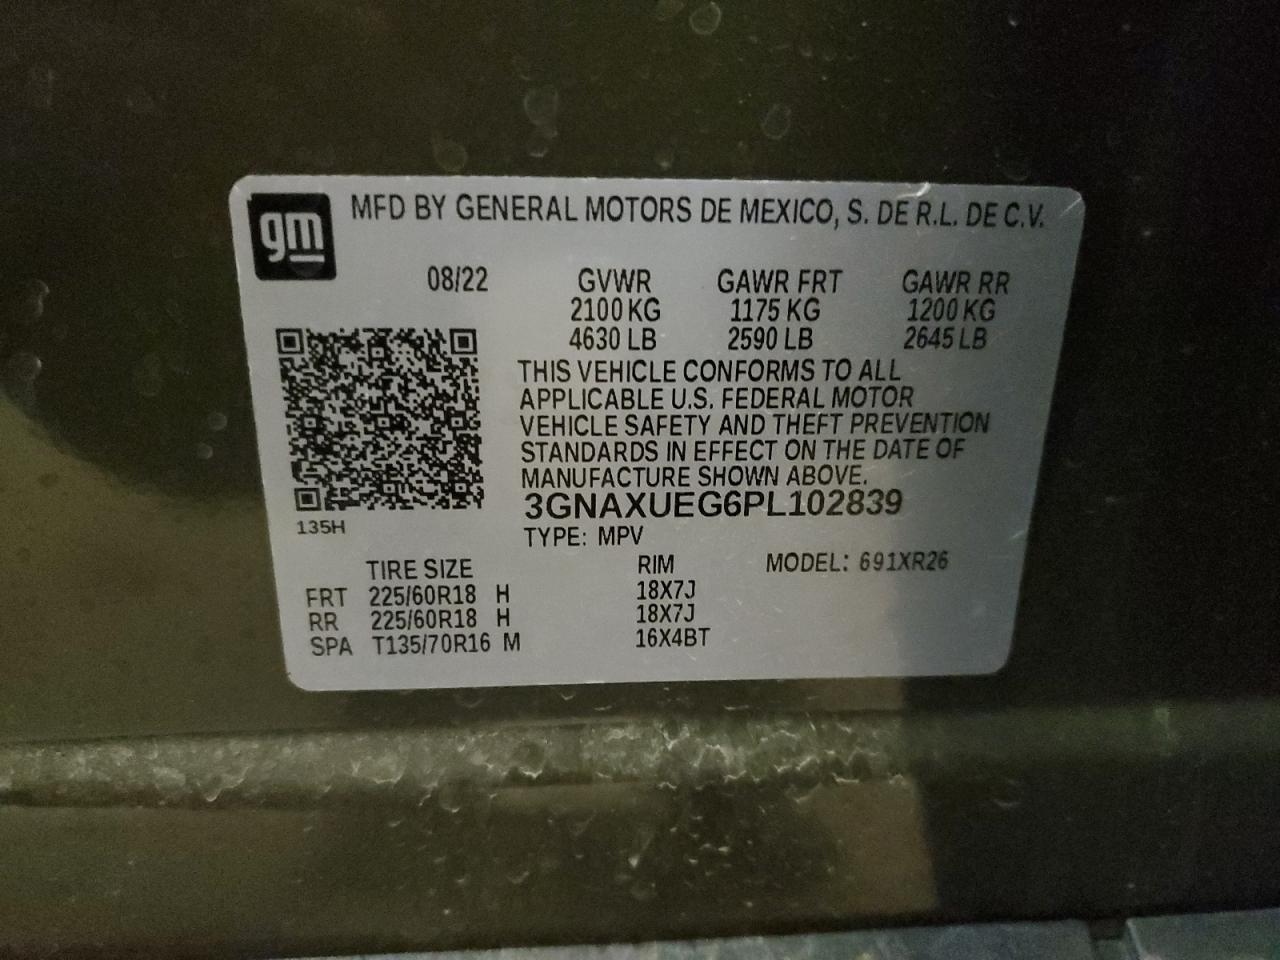 gm
MFD BY GENERAL MOTORS DE MEXICO, S. DE R.L. DE C.V.
08/22 GVWR GAWR FRT GAWR RR
2100 KG 1175 KG 1200 KG
4630 LB 2590 LB 2645 LB
THIS VEHICLE CONFORMS TO ALL
APPLICABLE U.S. FEDERAL MOTOR
VEHICLE SAFETY AND THEFT PREVENTION
STANDARDS IN EFFECT ON THE DATE OF
MANUFACTURE SHOWN ABOVE.
3GNAXUEG6PL102839
135H
TYPE: MPV
TIRE SIZE RIM MODEL: 691XR26
FRT 225/60R18 H 18X7J
RR 225/60R18 H 18X7J
SPA T135/70R16 M 16X4BT